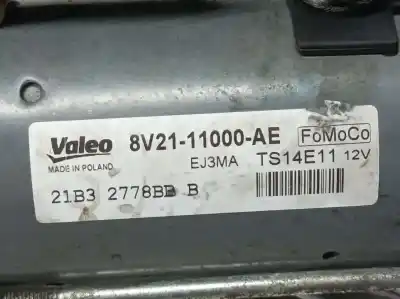 Valeo 8V21-11000-AE FoMoCo
MADE IN POLAND EJ3MA TS14E11 12V
21B3 2778BB B